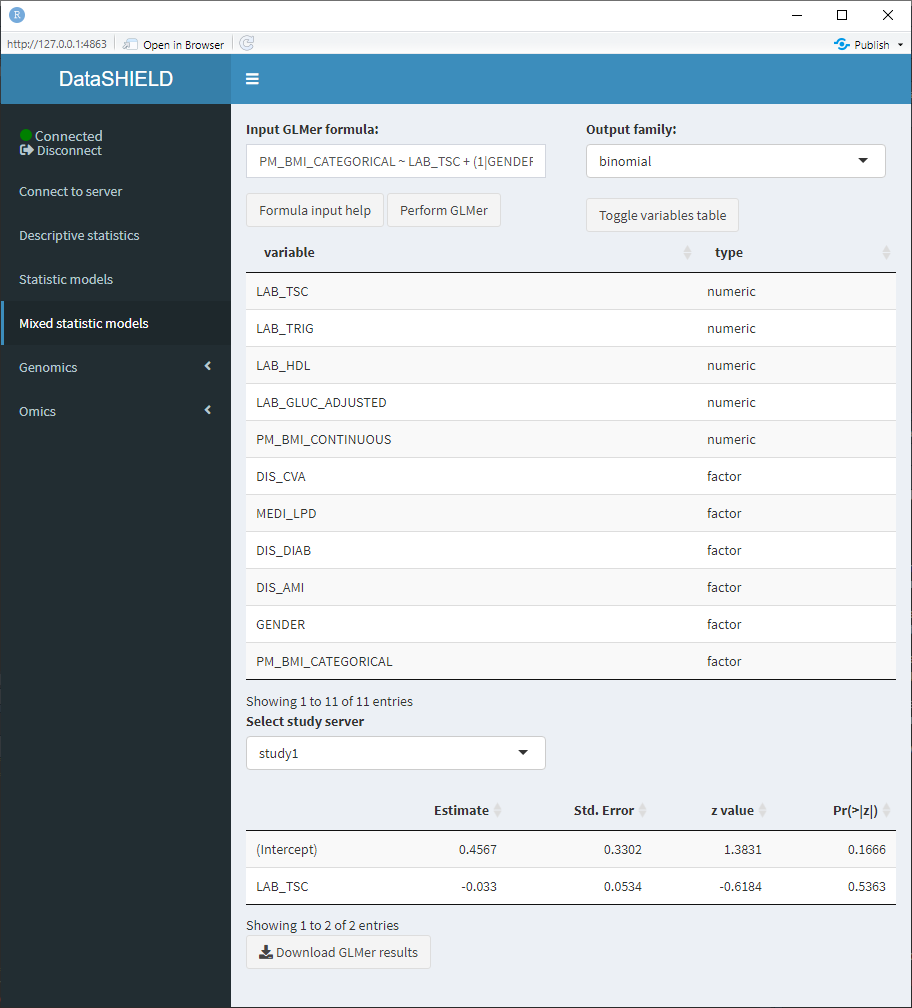 R
http://127.0.0.1:4863 Open in Browser Publish
DataSHIELD
Connected
Disconnect
Connect to server
Descriptive statistics
Statistic models
Mixed statistic models
Genomics
Omics
Input GLMer formula: Output family:
PM_BMI_CATEGORICAL ~ LAB_TSC + (1|GENDER binomial
Formula input help Perform GLMer Toggle variables table
variable type
LAB_TSC numeric
LAB_TRIG numeric
LAB_HDL numeric
LAB_GLUC_ADJUSTED numeric
PM_BMI_CONTINUOUS numeric
DIS_CVA factor
MEDI_LPD factor
DIS_DIAB factor
DIS_AMI factor
GENDER factor
PM_BMI_CATEGORICAL factor
Showing 1 to 11 of 11 entries
Select study server
study1
Estimate Std. Error z value Pr(>|z|)
(Intercept) 0.4567 0.3302 1.3831 0.1666
LAB_TSC -0.033 0.0534 -0.6184 0.5363
Showing 1 to 2 of 2 entries
Download GLMer results